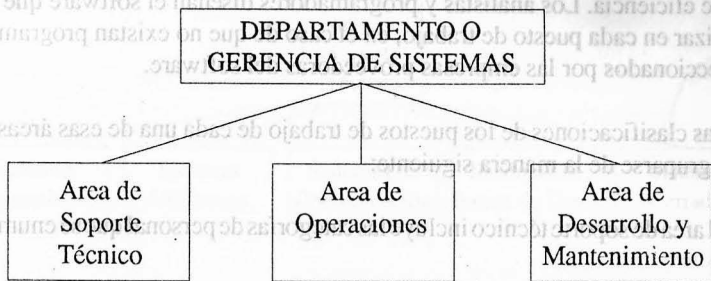 DEPARTAMENTO O
GERENCIA DE SISTEMAS
Area de
Soporte
Técnico
Area de
Operaciones
Area de
Desarrollo y
Mantenimiento